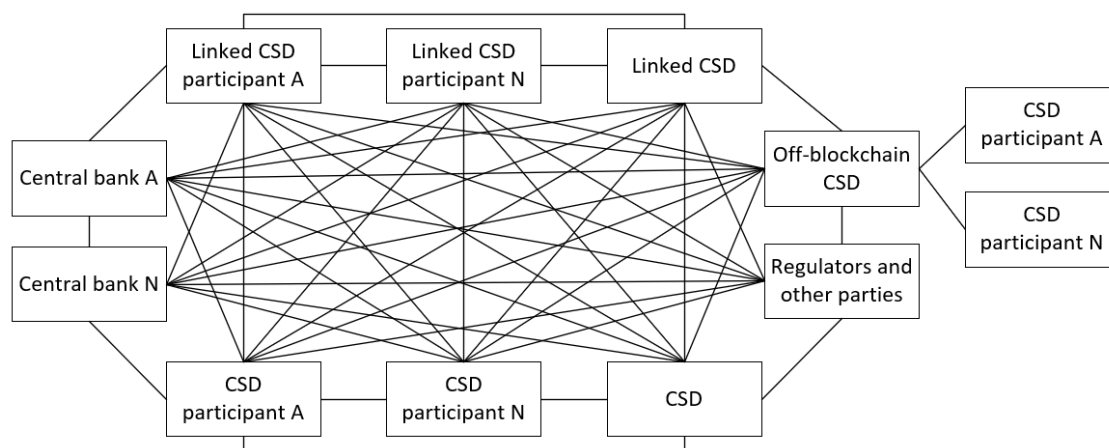 Linked CSD
participant A
Linked CSD
participant N
Linked CSD
CSD
participant A
Central bank A
Off-blockchain
CSD
CSD
participant N
Central bank N
Regulators and
other parties
CSD
participant A
CSD
participant N
CSD